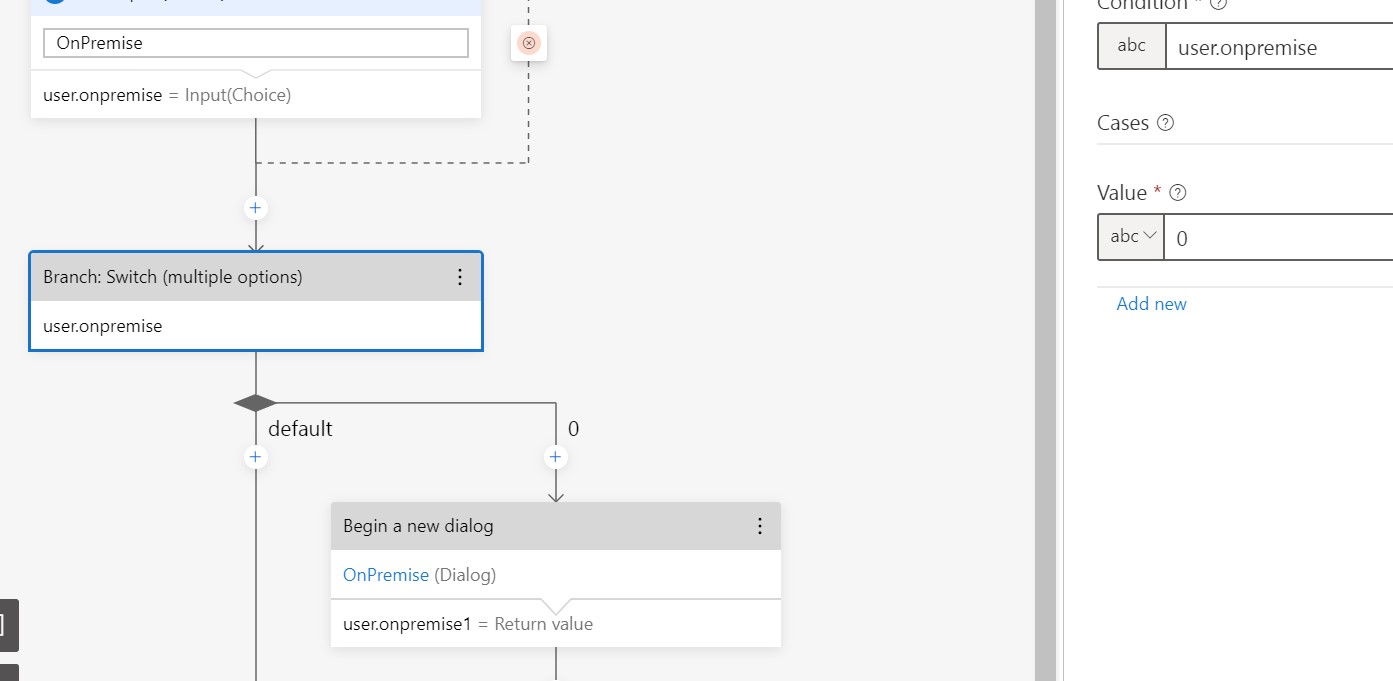 OnPremise
user.onpremise = Input(Choice)
Branch: Switch (multiple options)
user.onpremise
default
0
Begin a new dialog
OnPremise (Dialog)
user.onpremise1 = Return value
Condition *
abc
user.onpremise
Cases
Value *
abc
0
Add new